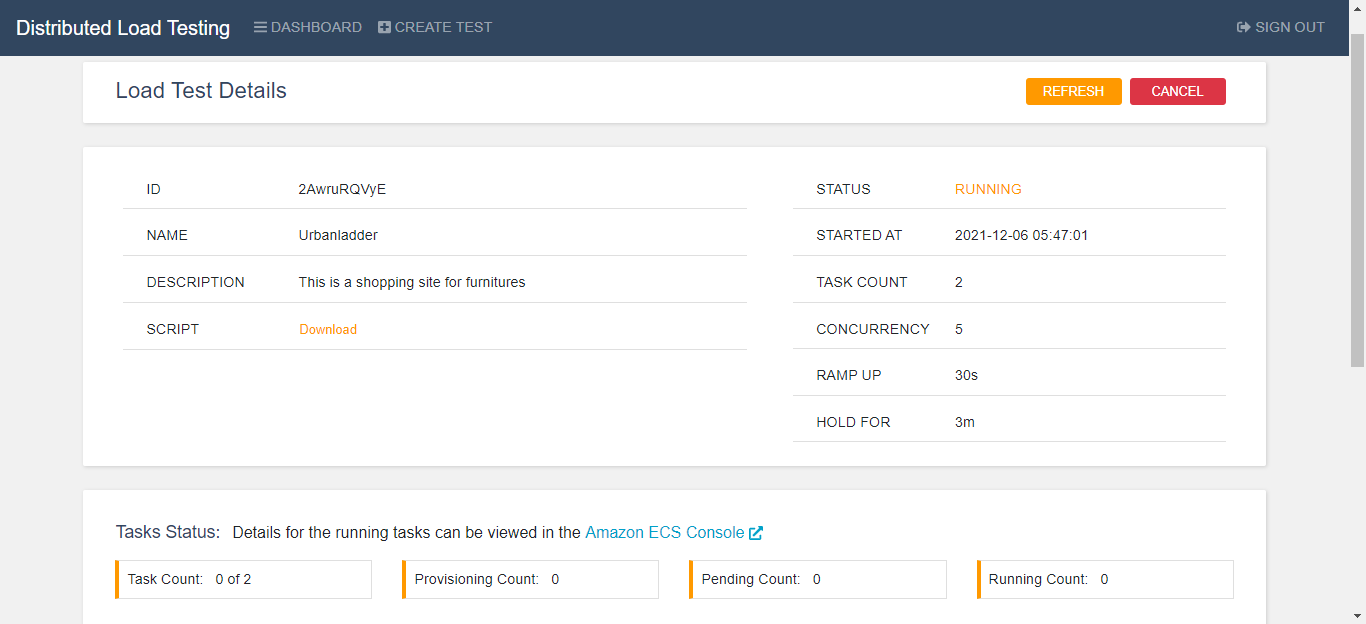 Distributed Load Testing DASHBOARD CREATE TEST SIGN OUT
Load Test Details REFRESH CANCEL
ID 2AwruRQVyE
NAME Urbanladder
DESCRIPTION This is a shopping site for furnitures
SCRIPT Download
STATUS RUNNING
STARTED AT 2021-12-06 05:47:01
TASK COUNT 2
CONCURRENCY 5
RAMP UP 30s
HOLD FOR 3m
Tasks Status: Details for the running tasks can be viewed in the Amazon ECS Console
Task Count: 0 of 2 Provisioning Count: 0 Pending Count: 0 Running Count: 0